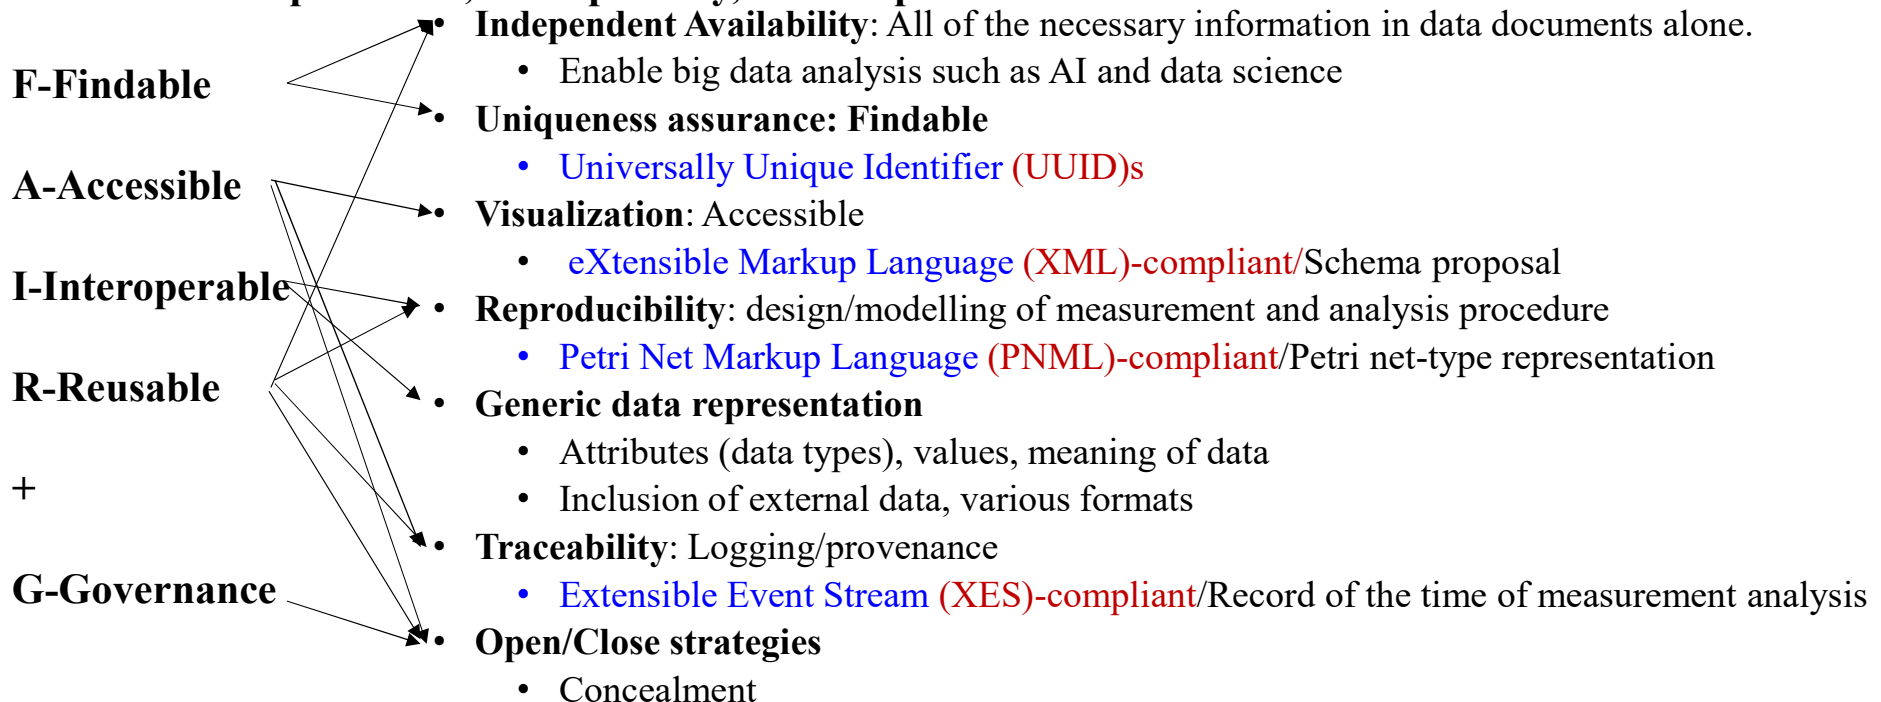 F-Findable
A-Accessible
I-Interoperable
R-Reusable
+
G-Governance
• Independent Availability: All of the necessary information in data documents alone.
• Enable big data analysis such as AI and data science
• Uniqueness assurance: Findable
• Universally Unique Identifier (UUID)s
• Visualization: Accessible
• eXtensible Markup Language (XML)-compliant/Schema proposal
• Reproducibility: design/modelling of measurement and analysis procedure
• Petri Net Markup Language (PNML)-compliant/Petri net-type representation
• Generic data representation
• Attributes (data types), values, meaning of data
• Inclusion of external data, various formats
• Traceability: Logging/provenance
• Extensible Event Stream (XES)-compliant/Record of the time of measurement analysis
• Open/Close strategies
• Concealment